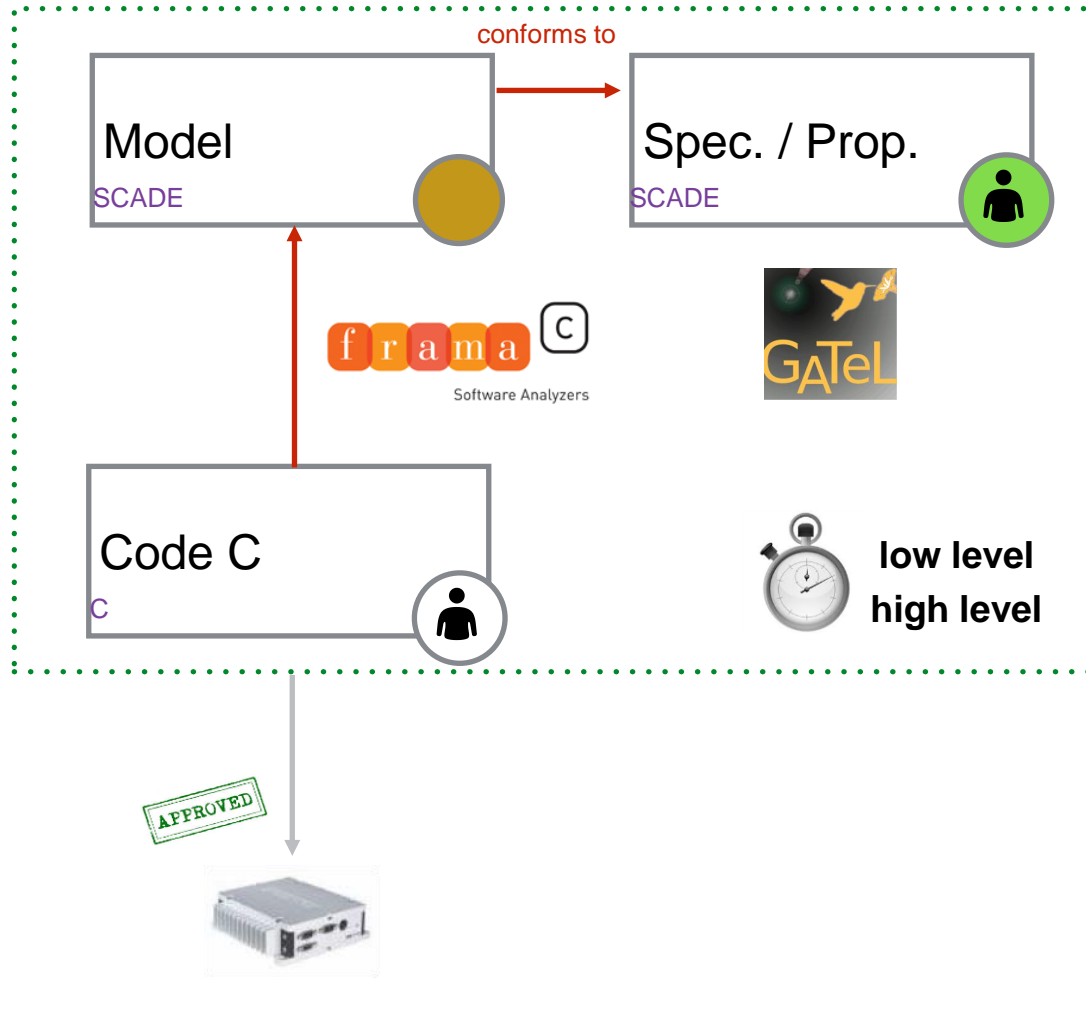 conforms to
Model
SCADE
Spec. / Prop.
SCADE
frama C
Software Analyzers
GATeL
Code C
C
low level
high level
APPROVED